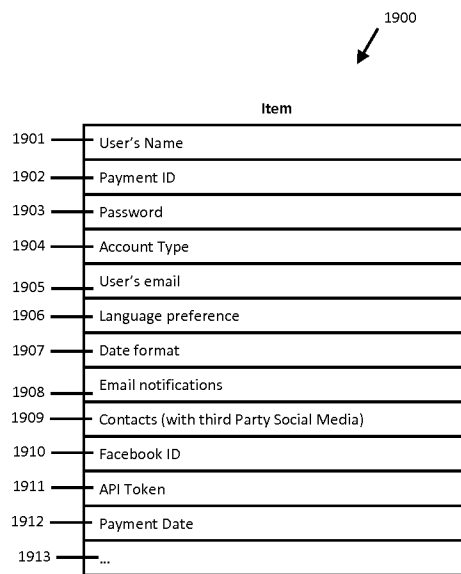 1900
Item
1901 User's Name
1902 Payment ID
1903 Password
1904 Account Type
1905 User's email
1906 Language preference
1907 Date format
1908 Email notifications
1909 Contacts (with third Party Social Media)
1910 Facebook ID
1911 API Token
1912 Payment Date
1913 ...